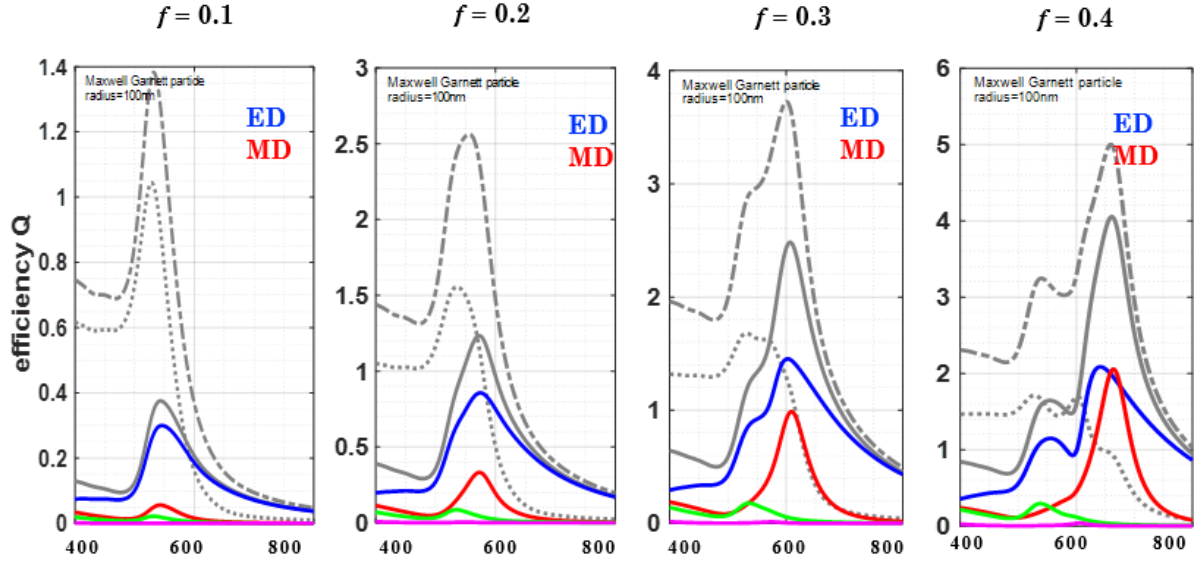 f = 0.1
f = 0.2
f = 0.3
f = 0.4
efficiency Q
1.4
1.2
1
0.8
0.6
0.4
0.2
0
Maxwell Garnett particle
radius=100nm
ED
MD
400 600 800
3
2.5
2
1.5
1
0.5
0
Maxwell Garnett particle
radius=100nm
ED
MD
400 600 800
4
3
2
1
0
Maxwell Garnett particle
radius=100nm
ED
MD
400 600 800
6
5
4
3
2
1
0
Maxwell Garnett particle
radius=100nm
ED
MD
400 600 800